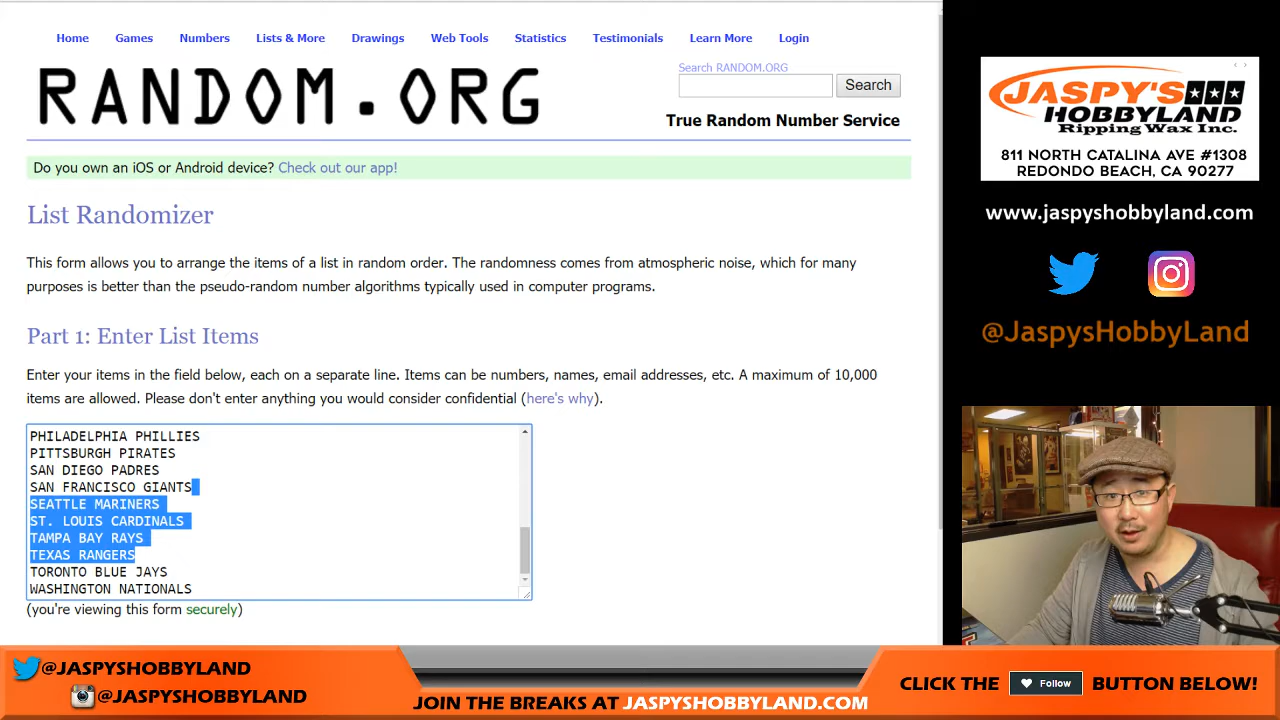 Home Games Numbers Lists & More Drawings Web Tools Statistics Testimonials Learn More Login
RANDOM.ORG
Search RANDOM.ORG
Search
True Random Number Service
Do you own an iOS or Android device? Check out our app!
List Randomizer
This form allows you to arrange the items of a list in random order. The randomness comes from atmospheric noise, which for many
purposes is better than the pseudo-random number algorithms typically used in computer programs.
Part 1: Enter List Items
Enter your items in the field below, each on a separate line. Items can be numbers, names, email addresses, etc. A maximum of 10,000
items are allowed. Please don't enter anything you would consider confidential (here's why).
PHILADELPHIA PHILLIES
PITTSBURGH PIRATES
SAN DIEGO PADRES
SAN FRANCISCO GIANTS
SEATTLE MARINERS
ST. LOUIS CARDINALS
TAMPA BAY RAYS
TEXAS RANGERS
TORONTO BLUE JAYS
WASHINGTON NATIONALS
(you're viewing this form securely)
JASPY'S
HOBBYLAND
Ripping Wax Inc.
811 NORTH CATALINA AVE #1308
REDONDO BEACH, CA 90277
www.jaspyshobbyland.com
@JaspysHobbyLand
@JASPYSHOBBYLAND
@JASPYSHOBBYLAND
JOIN THE BREAKS AT JASPYSHOBBYLAND.COM
CLICK THE Follow BUTTON BELOW!